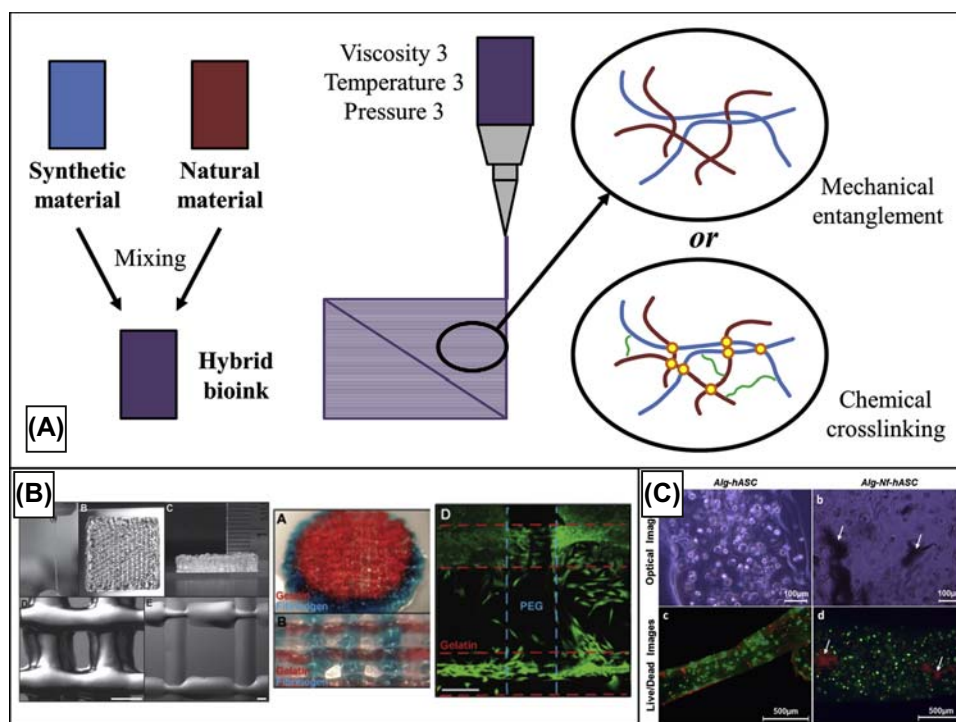 Viscosity 3
Temperature 3
Pressure 3
Synthetic
material
Natural
material
Mixing
Hybrid
bioink
Mechanical
entanglement
or
Chemical
crosslinking
(A)
(B)
B
C
D
E
A
Gelatin
Fibrinogen
B
Gelatin
Fibrinogen
D
PEG
Gelatin
(C)
Alg-hASC
Alg-Nf-hASC
Optical Imag
b
100μm
100μ
Live/Dead Images
c
d
500μm
500μm